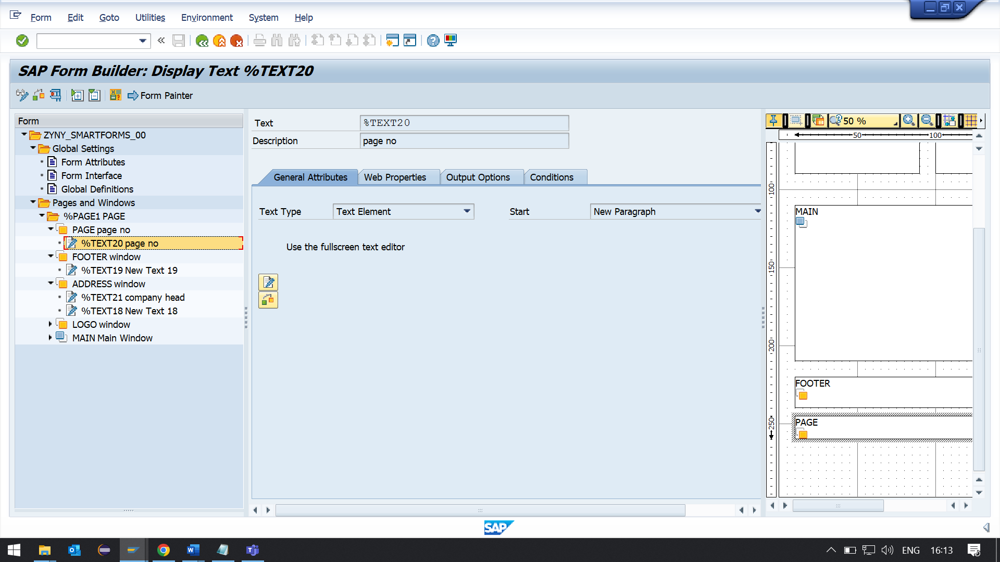 Form Edit Goto Utilities Environment System Help
SAP Form Builder: Display Text %TEXT20
Form Painter
Form
ZYNY_SMARTFORMS_00
Global Settings
Form Attributes
Form Interface
Global Definitions
Pages and Windows
%PAGE1 PAGE
PAGE page no
%TEXT20 page no
FOOTER window
%TEXT19 New Text 19
ADDRESS window
%TEXT21 company head
%TEXT18 New Text 18
LOGO window
MAIN Main Window
Text %TEXT20
Description page no
General Attributes Web Properties Output Options Conditions
Text Type Text Element Start New Paragraph
Use the fullscreen text editor
50 %
50 100
100
150
200
250
MAIN
FOOTER
PAGE
SAP
ENG 16:13